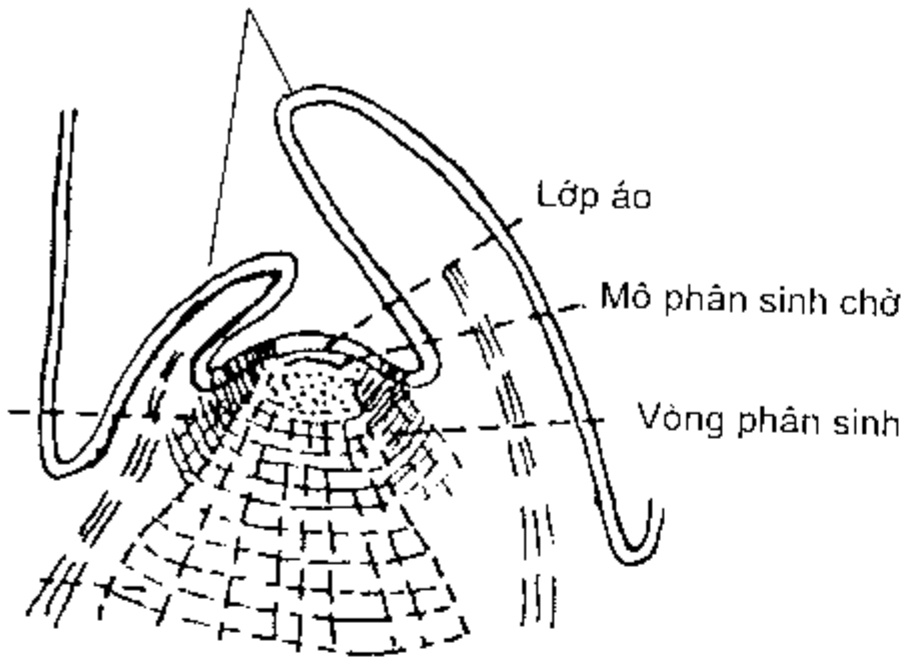 Lớp áo
Mô phân sinh chờ
Vòng phân sinh